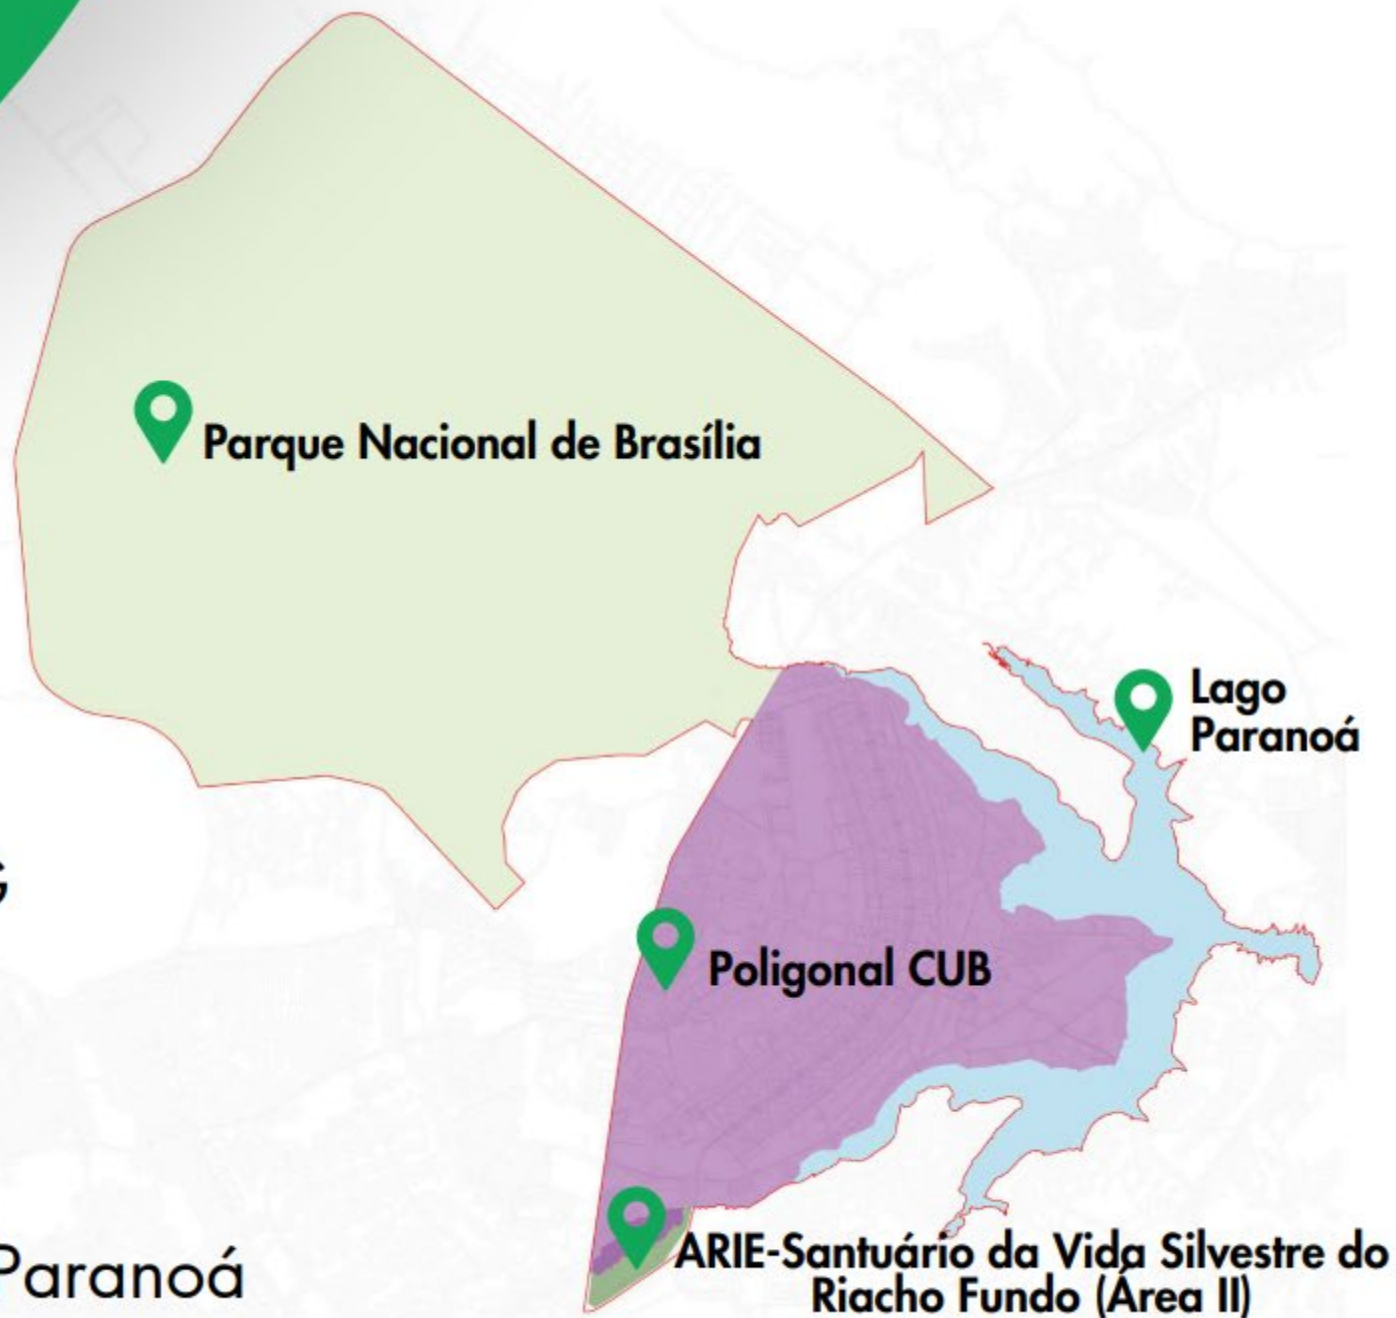 Parque Nacional de Brasília
Lago
Paranoá
G
Poligonal CUB
Paranoá
ARIE-Santuário da Vida Silvestre do
Riacho Fundo (Área II)